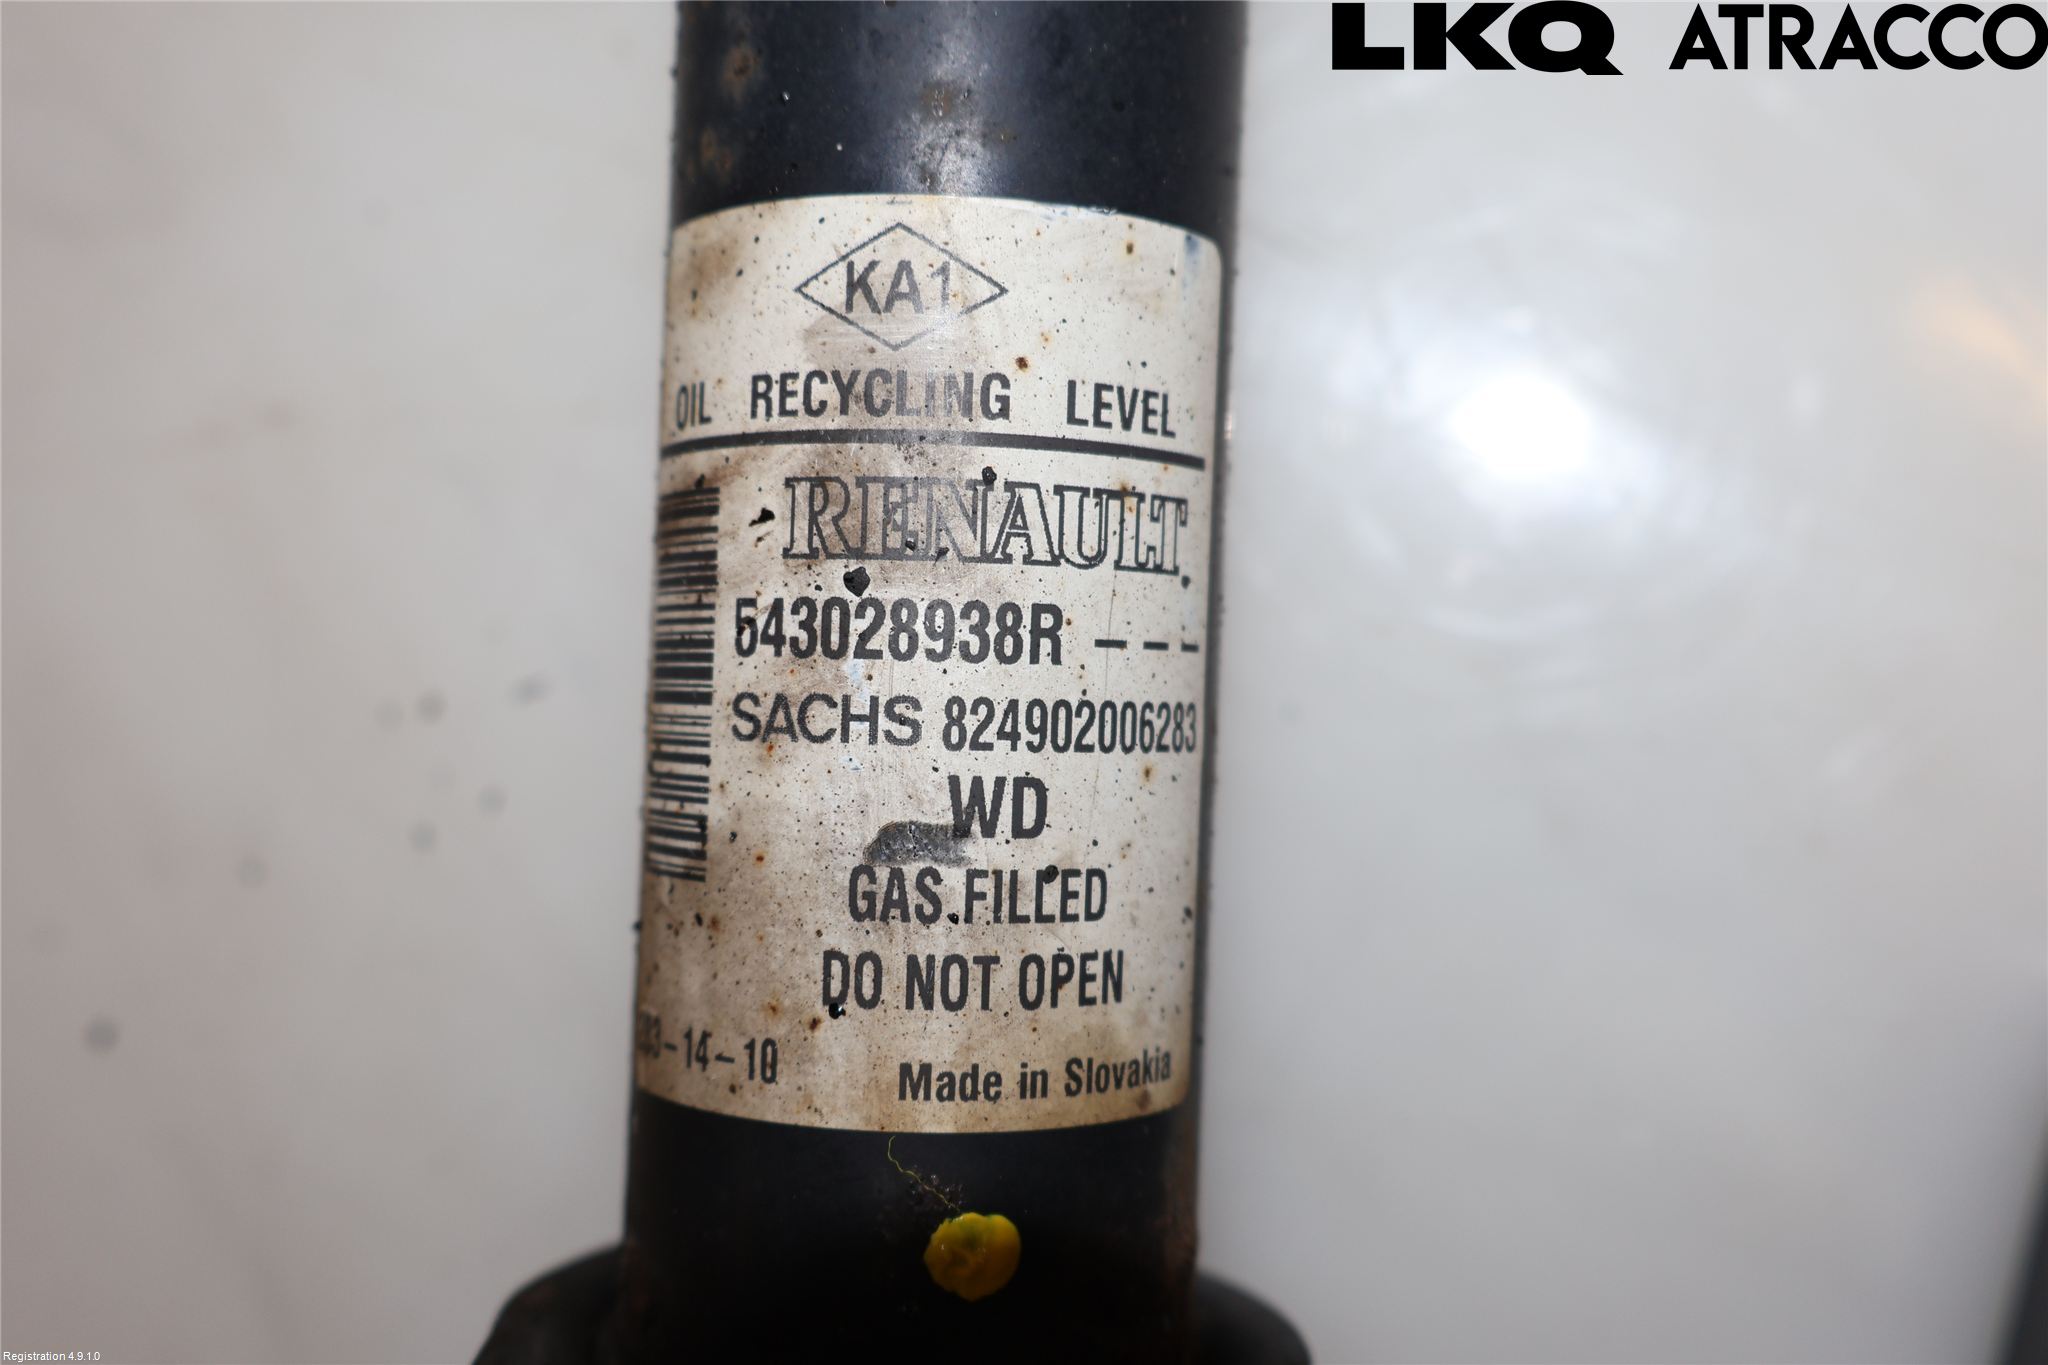 LKQ ATRACCO
KA1
OIL RECYCLING LEVEL
RENAULT
543028938R ---
SACHS 824902006283
WD
GAS FILLED
DO NOT OPEN
-14-10
Made in Slovakia
Registration 4.9.1.0